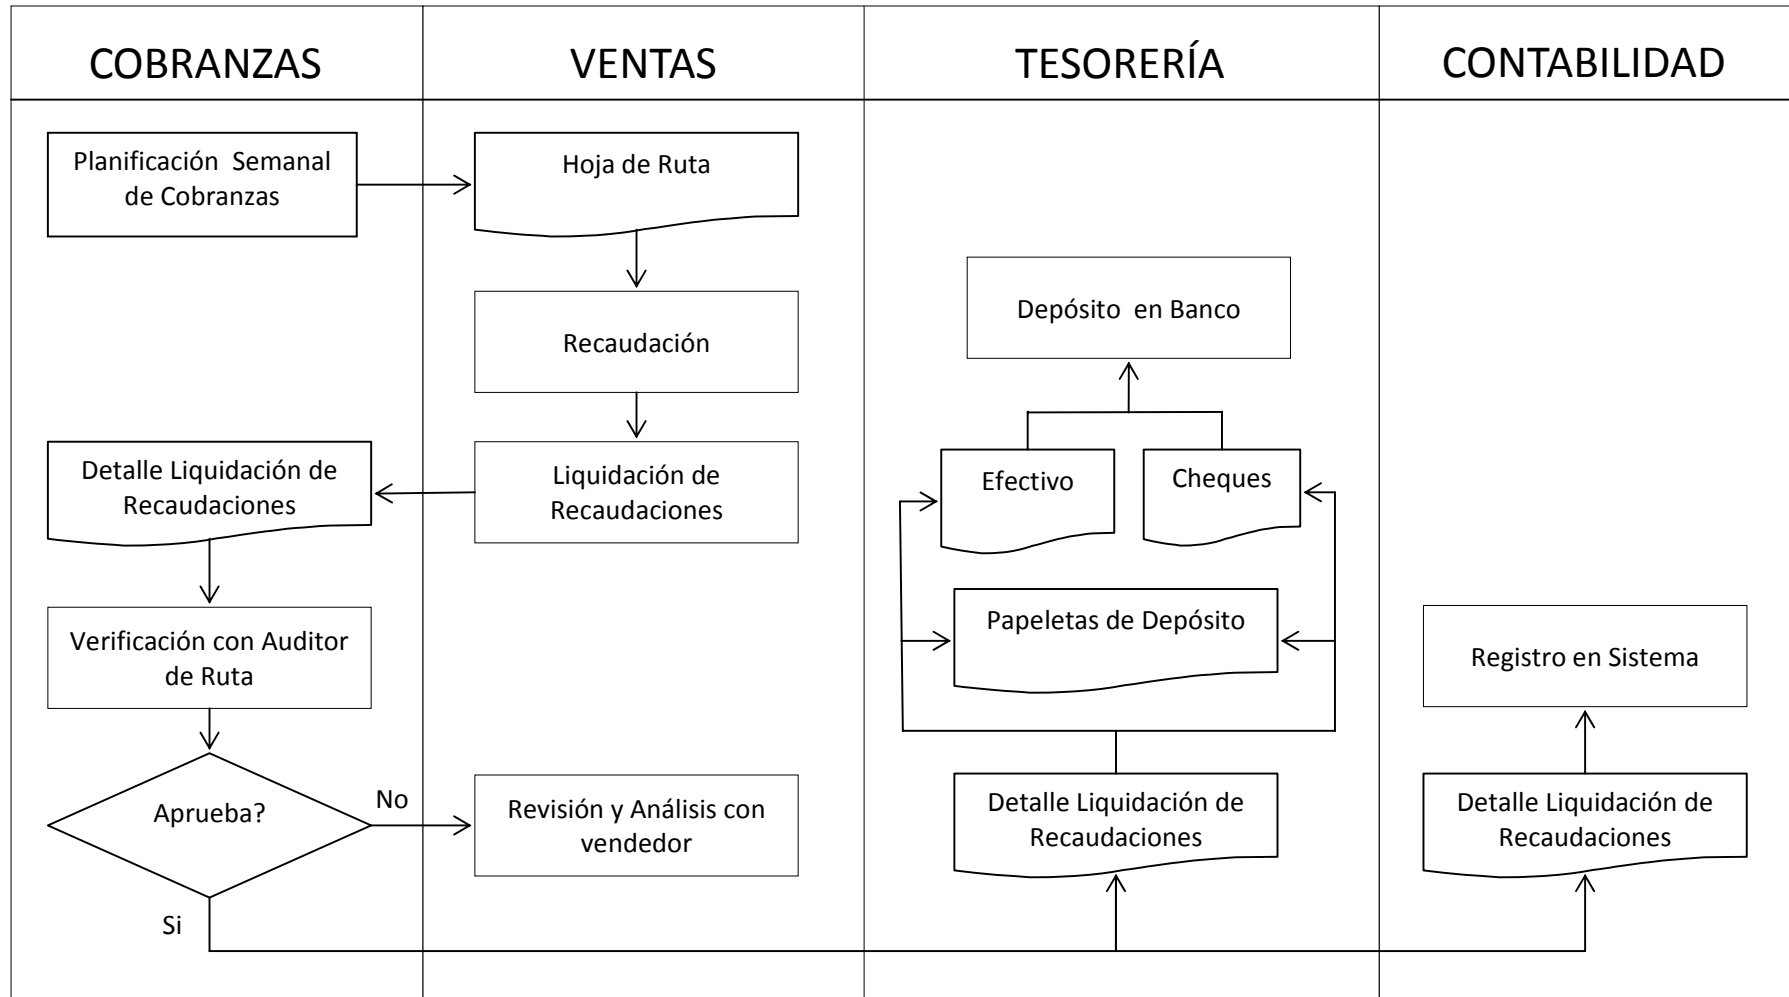 COBRANZAS
VENTAS
TESORERÍA
CONTABILIDAD
Planificación Semanal
de Cobranzas
Hoja de Ruta
Recaudación
Depósito en Banco
Detalle Liquidación de
Recaudaciones
Liquidación de
Recaudaciones
Efectivo
Cheques
Verificación con Auditor
de Ruta
Papeletas de Depósito
Registro en Sistema
Aprueba?
No
Revisión y Análisis con
vendedor
Detalle Liquidación de
Recaudaciones
Detalle Liquidación de
Recaudaciones
Si